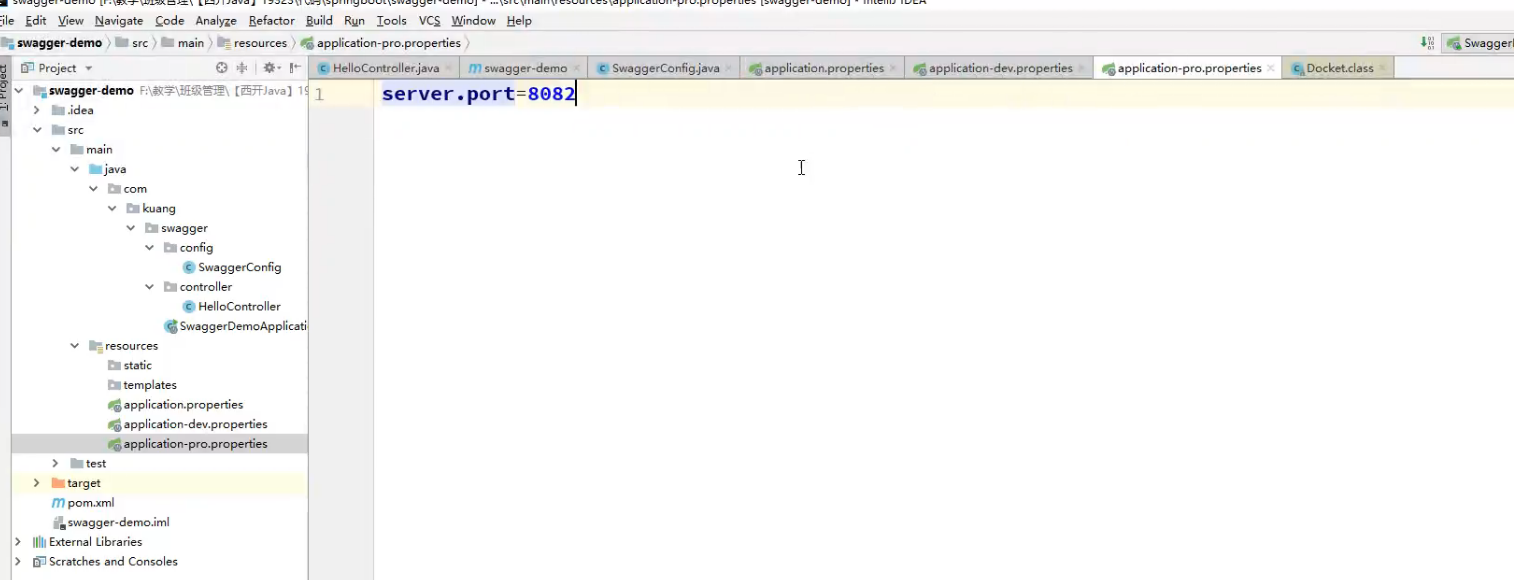 swagger-demo [F:\教学\班级管理\【西开Java】19323\代码\springboot\swagger-demo] - ...\src\main\resources\application-pro.properties [swagger-demo] - IntelliJ IDEA
File Edit View Navigate Code Analyze Refactor Build Run Tools VCS Window Help
swagger-demo src main resources application-pro.properties Swagger
Project HelloController.java swagger-demo SwaggerConfig.java application.properties application-dev.properties application-pro.properties Docket.class
1: Project
swagger-demo F:\教学\班级管理\【西开Java】19
1 server.port=8082
.idea
src
main
java
com
kuang
swagger
config
SwaggerConfig
controller
HelloController
SwaggerDemoApplicati
resources
static
templates
application.properties
application-dev.properties
application-pro.properties
test
target
pom.xml
swagger-demo.iml
External Libraries
Scratches and Consoles